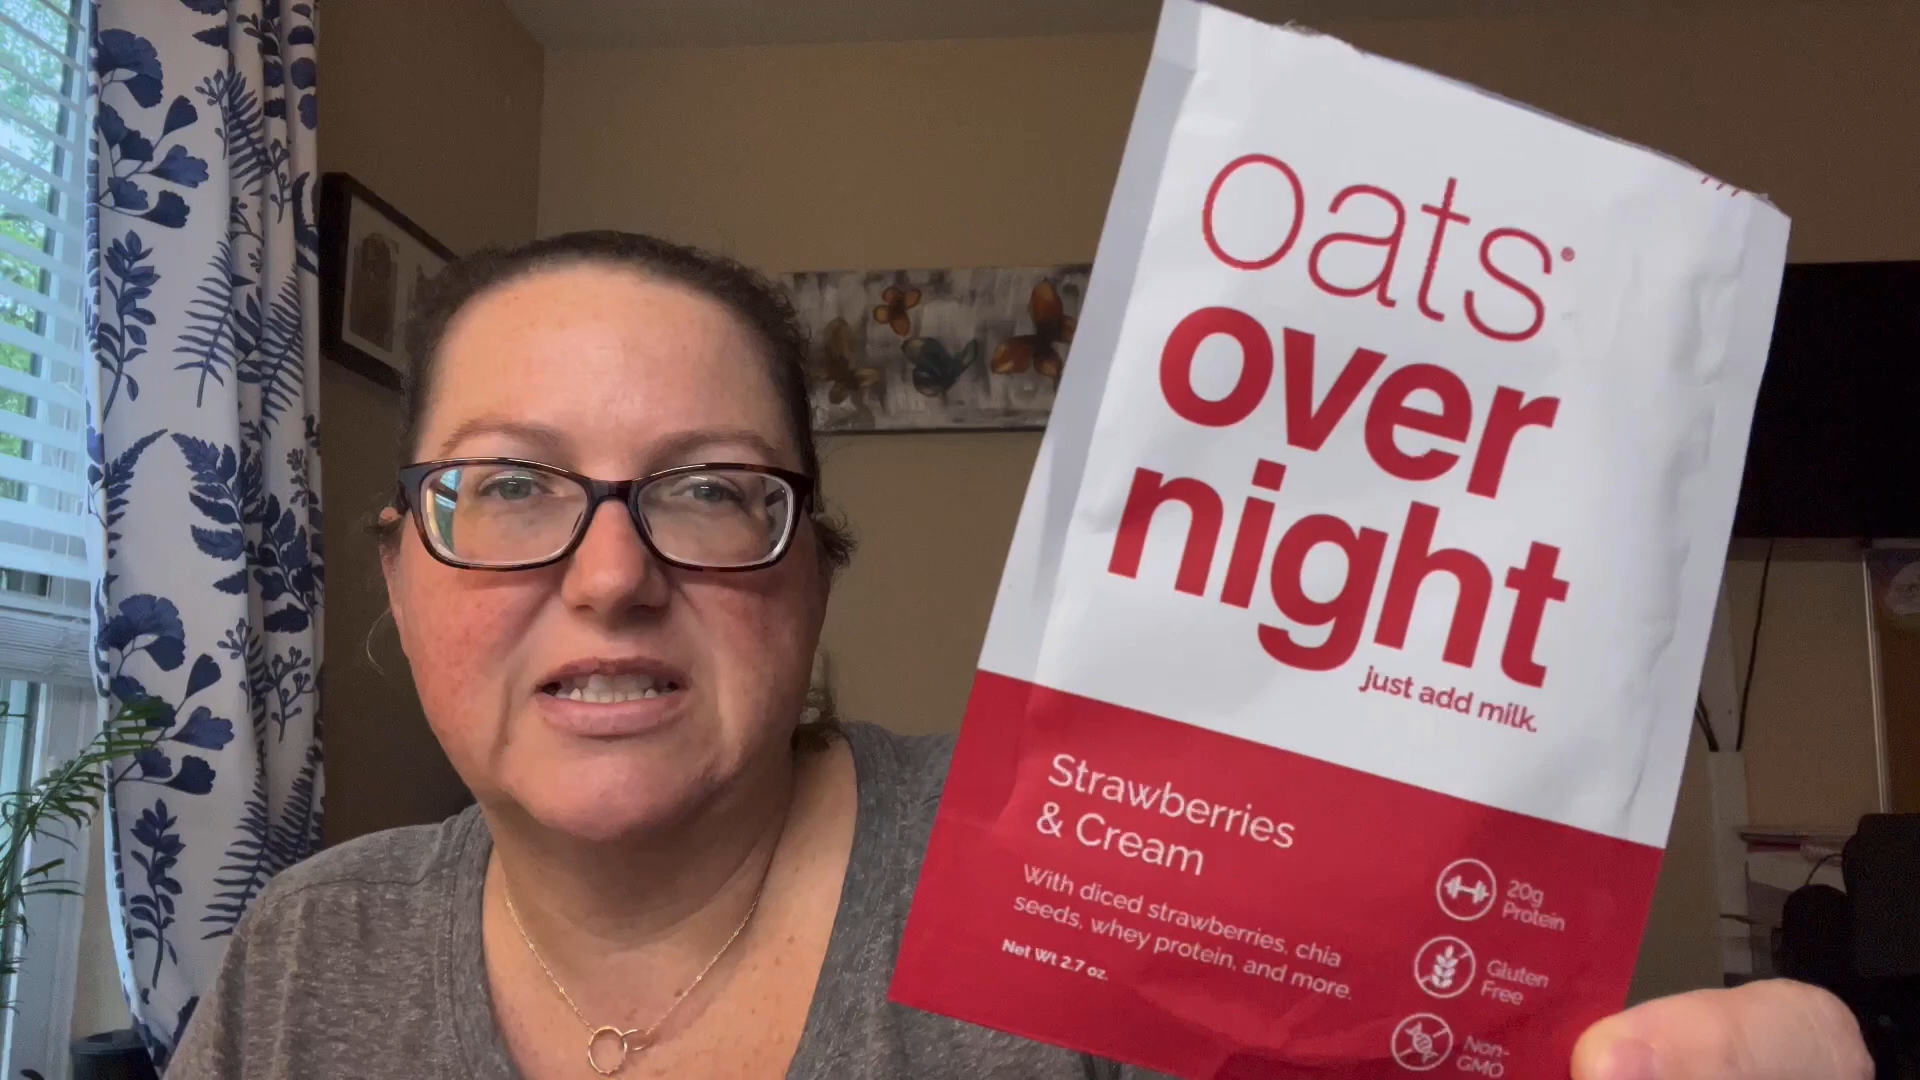 oats®
over
night
just add milk.
Strawberries
& Cream
With diced strawberries, chia
seeds, whey protein, and more.
Net Wt 2.7 oz.
20g
Protein
Gluten
Free
Non-
GMO